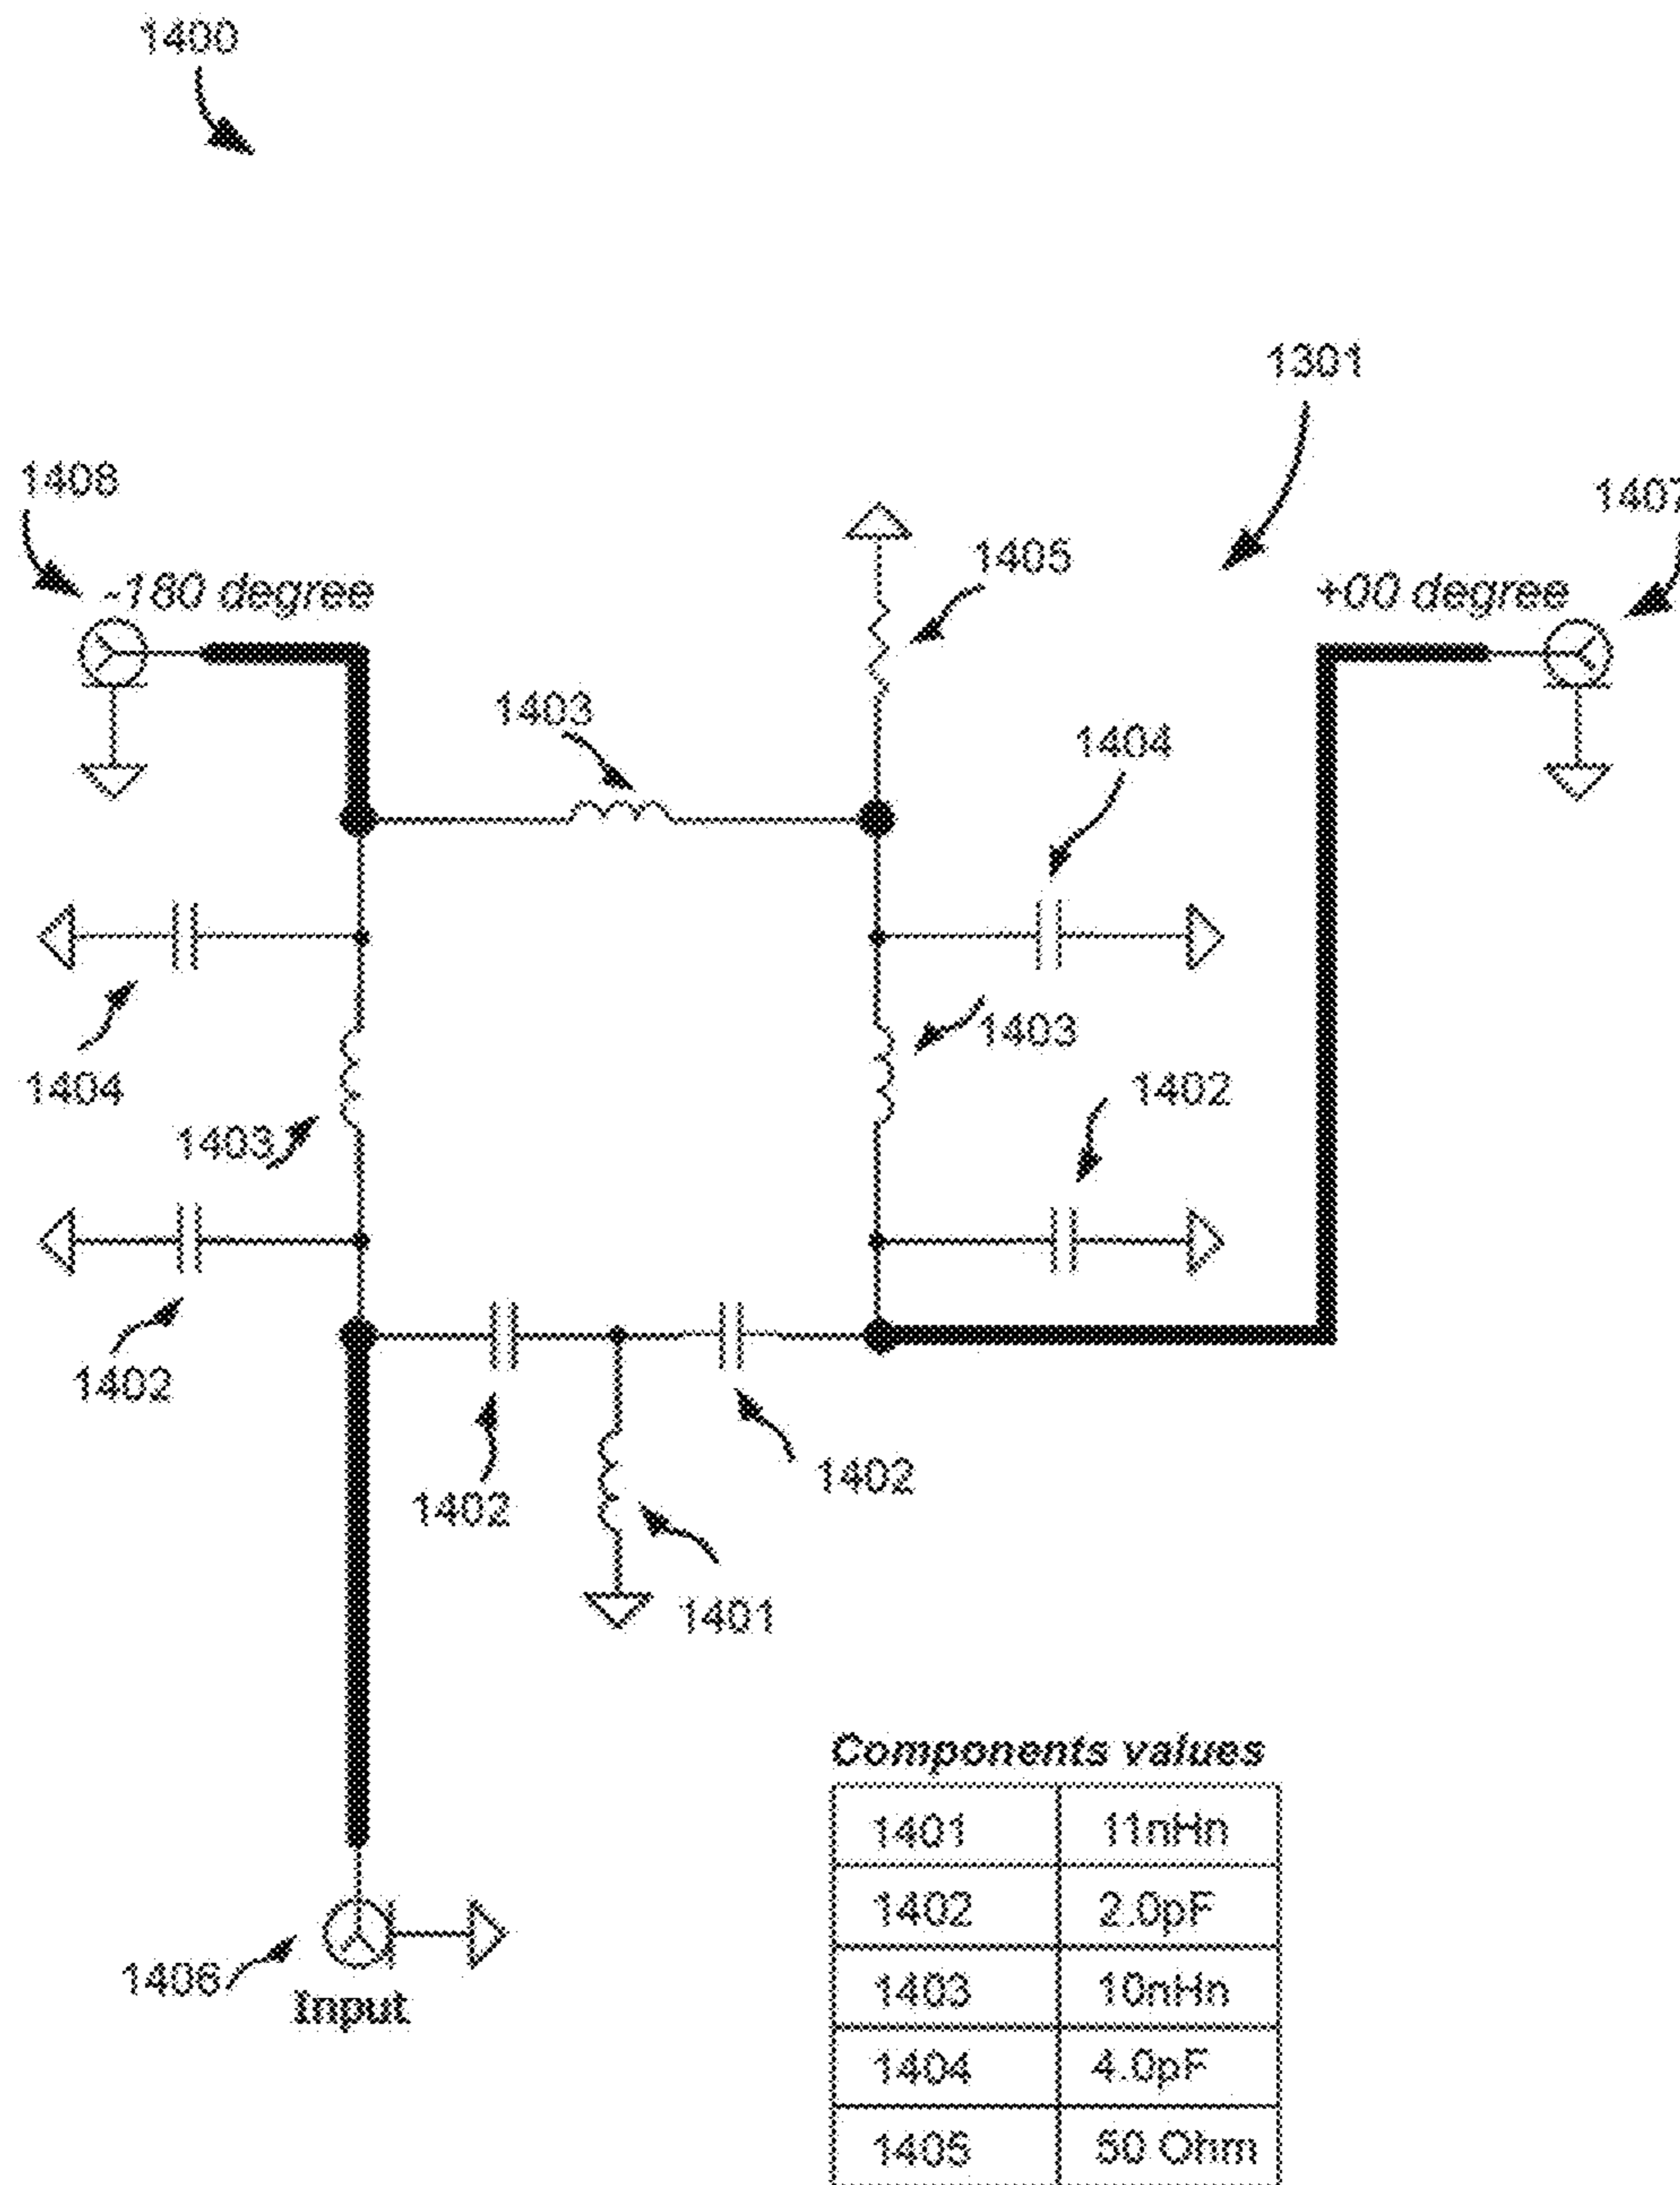 1400
1301
1408
1407
-180 degree
1405
+00 degree
1403
1404
1404
1403
1403
1402
1402
1402
1402
1401
1406
Input
Components values
1401 11nHn
1402 2.0pF
1403 10nHn
1404 4.0pF
1405 50 Ohm